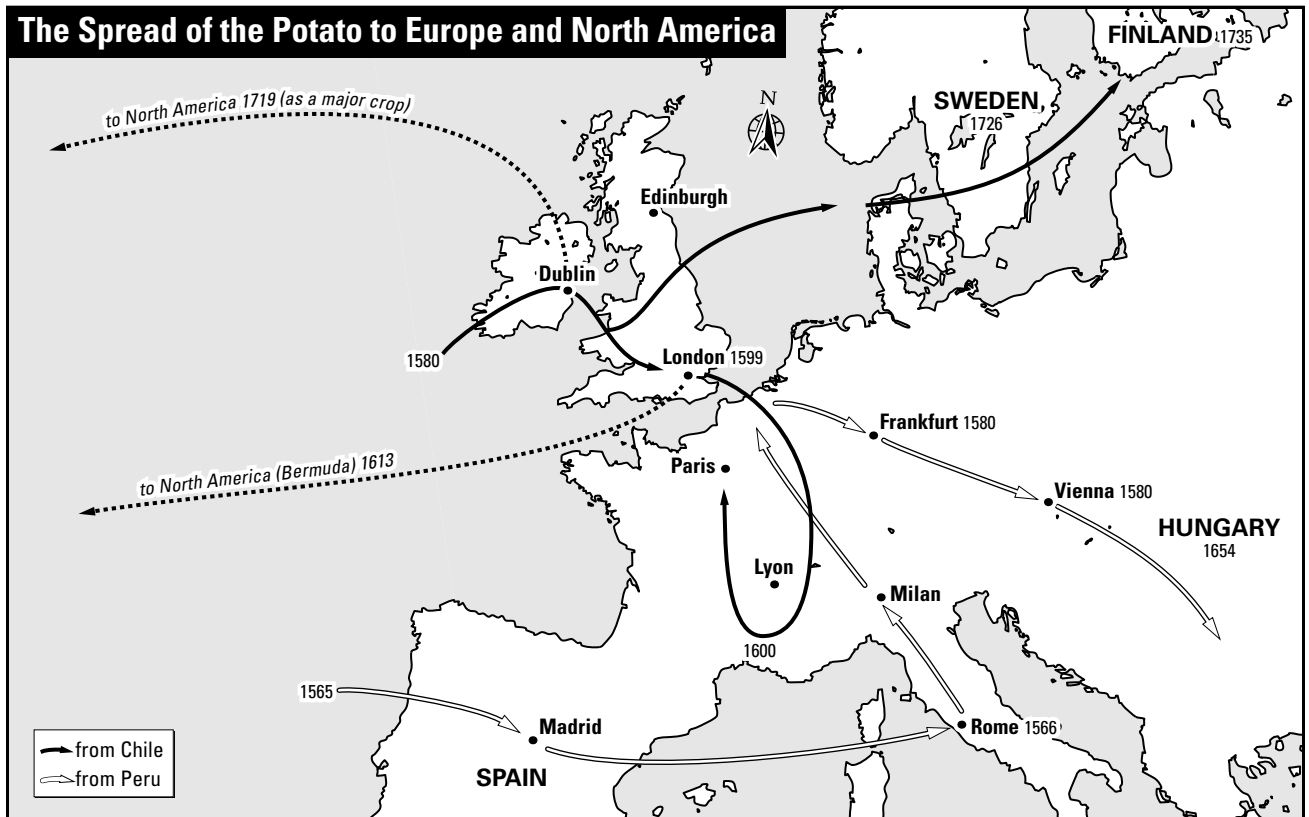 The Spread of the Potato to Europe and North America
FINLAND 1735
to North America 1719 (as a major crop)
N
SWEDEN
1726
Edinburgh
Dublin
1580
London 1599
Frankfurt 1580
to North America (Bermuda) 1613
Paris
Vienna 1580
HUNGARY
1654
Lyon
Milan
1600
1565
Madrid
Rome 1566
SPAIN
from Chile
from Peru